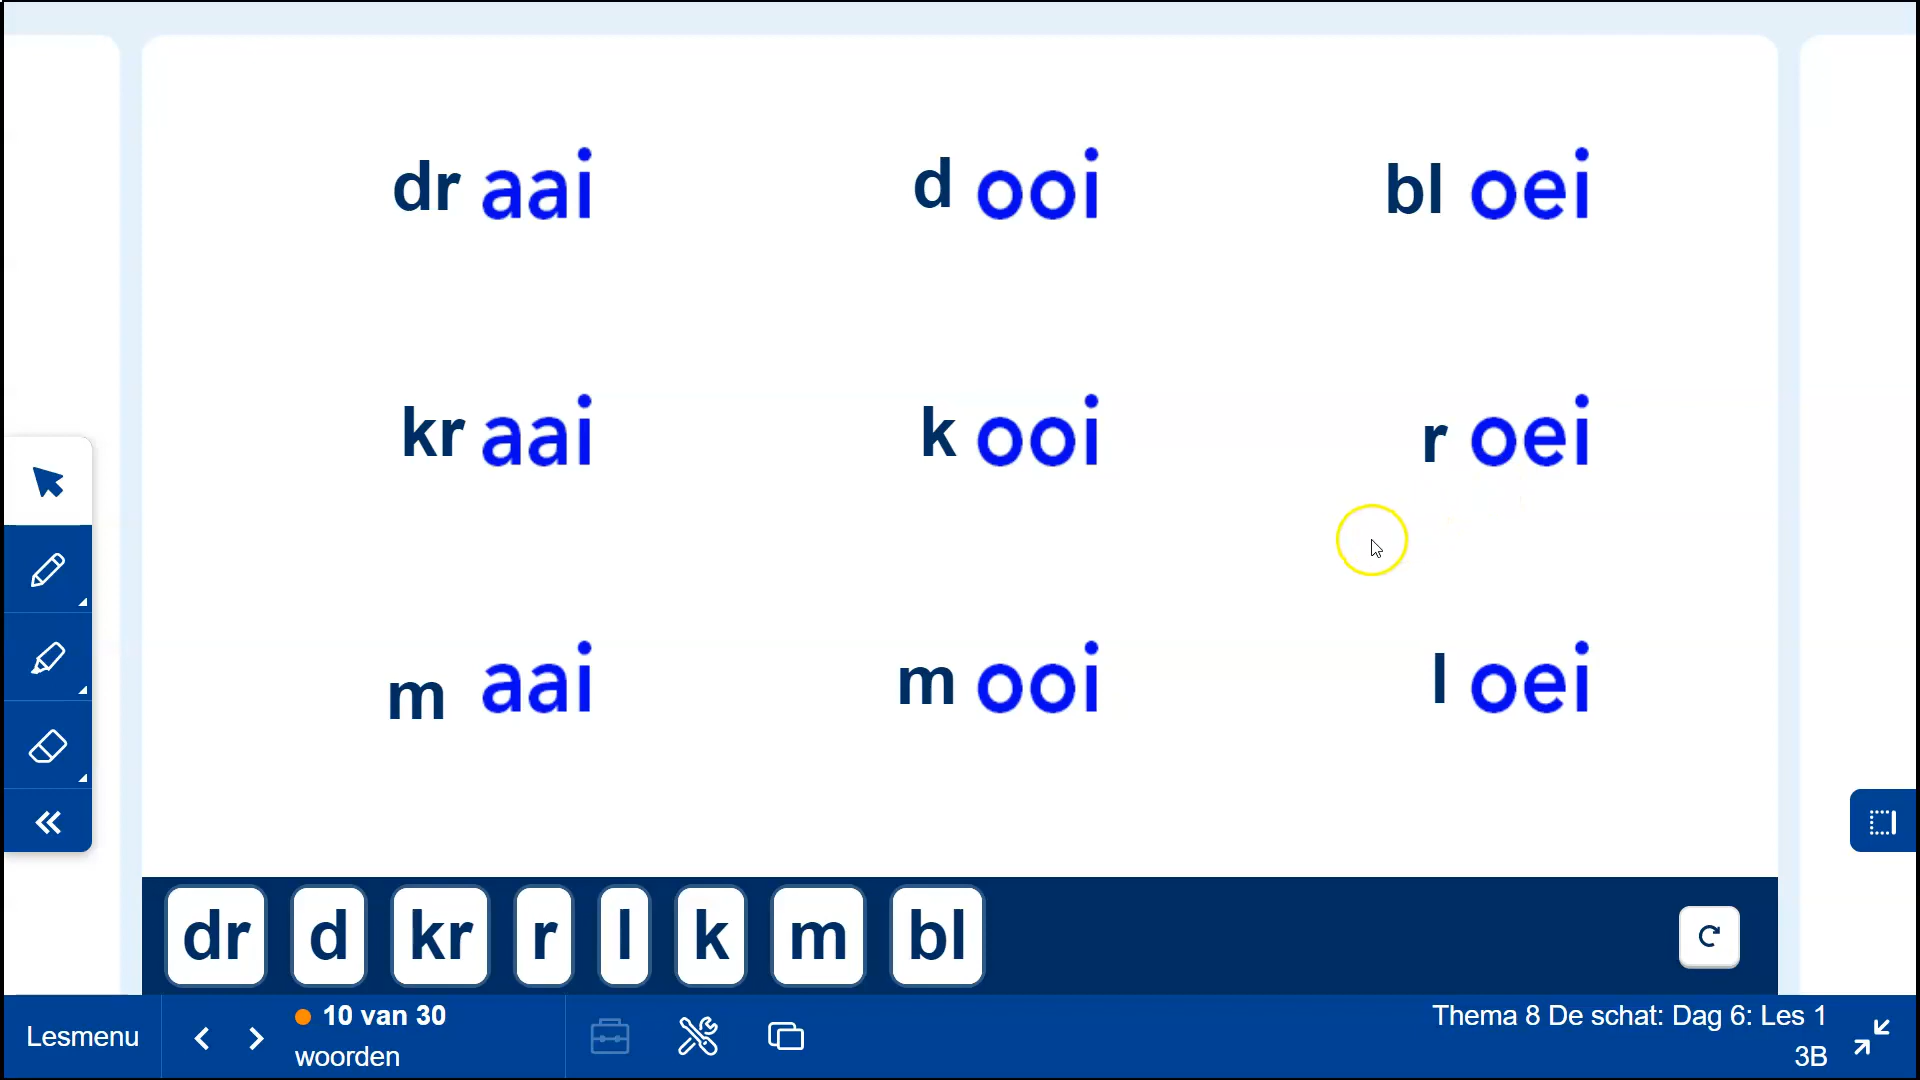 dr aai d ooi bl oei
kr aai k ooi r oei
m aai m ooi l oei
dr d kr r l k m bl
Lesmenu
10 van 30
woorden
Thema 8 De schat: Dag 6: Les 1
3B